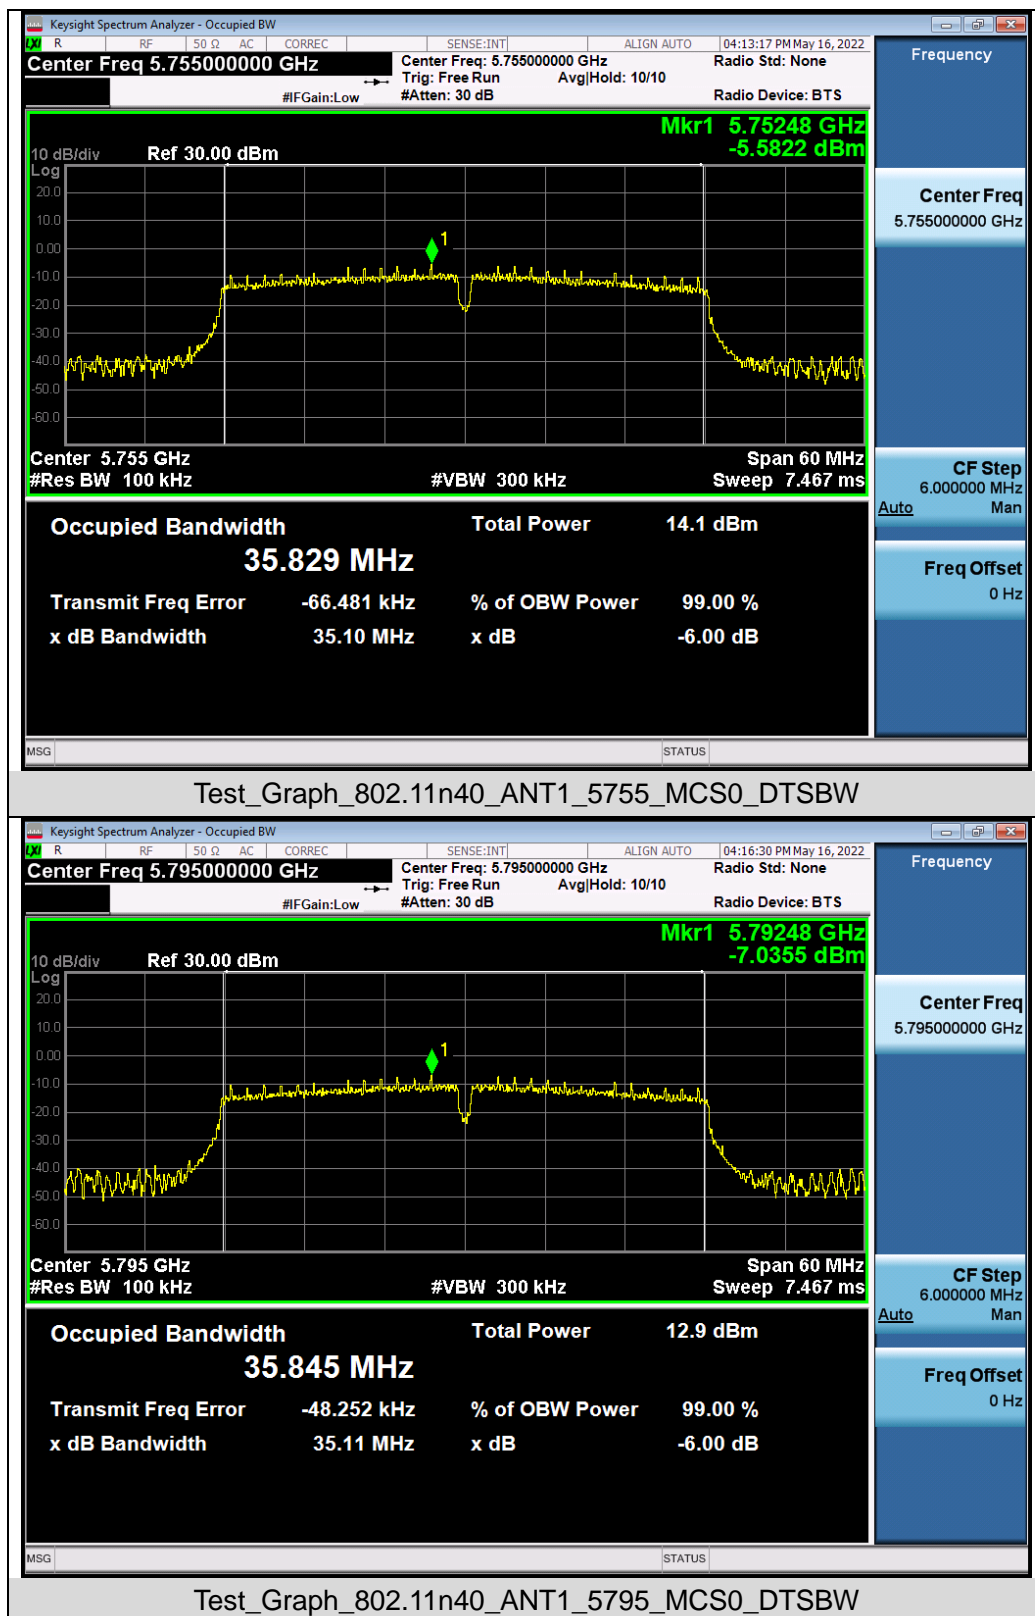 Keysight Spectrum Analyzer - Occupied BW
LXI R RF 50 Ω AC CORREC SENSE:INT ALIGN AUTO 04:13:17 PM May 16, 2022
Center Freq 5.755000000 GHz
Center Freq: 5.755000000 GHz Radio Std: None
Trig: Free Run Avg|Hold: 10/10
#IFGain:Low #Atten: 30 dB Radio Device: BTS
Frequency
Mkr1 5.75248 GHz
-5.5822 dBm
10 dB/div Ref 30.00 dBm
Log
20.0
10.0
0.00
-10.0
-20.0
-30.0
-40.0
-50.0
-60.0
1
Center 5.755 GHz Span 60 MHz
#Res BW 100 kHz #VBW 300 kHz Sweep 7.467 ms
Center Freq
5.755000000 GHz
CF Step
6.000000 MHz
Auto Man
Freq Offset
0 Hz
Occupied Bandwidth Total Power 14.1 dBm
35.829 MHz
Transmit Freq Error -66.481 kHz % of OBW Power 99.00 %
x dB Bandwidth 35.10 MHz x dB -6.00 dB
MSG STATUS
Test_Graph_802.11n40_ANT1_5755_MCS0_DTSBW
Keysight Spectrum Analyzer - Occupied BW
LXI R RF 50 Ω AC CORREC SENSE:INT ALIGN AUTO 04:16:30 PM May 16, 2022
Center Freq 5.795000000 GHz
Center Freq: 5.795000000 GHz Radio Std: None
Trig: Free Run Avg|Hold: 10/10
#IFGain:Low #Atten: 30 dB Radio Device: BTS
Frequency
Mkr1 5.79248 GHz
-7.0355 dBm
10 dB/div Ref 30.00 dBm
Log
20.0
10.0
0.00
-10.0
-20.0
-30.0
-40.0
-50.0
-60.0
1
Center 5.795 GHz Span 60 MHz
#Res BW 100 kHz #VBW 300 kHz Sweep 7.467 ms
Center Freq
5.795000000 GHz
CF Step
6.000000 MHz
Auto Man
Freq Offset
0 Hz
Occupied Bandwidth Total Power 12.9 dBm
35.845 MHz
Transmit Freq Error -48.252 kHz % of OBW Power 99.00 %
x dB Bandwidth 35.11 MHz x dB -6.00 dB
MSG STATUS
Test_Graph_802.11n40_ANT1_5795_MCS0_DTSBW